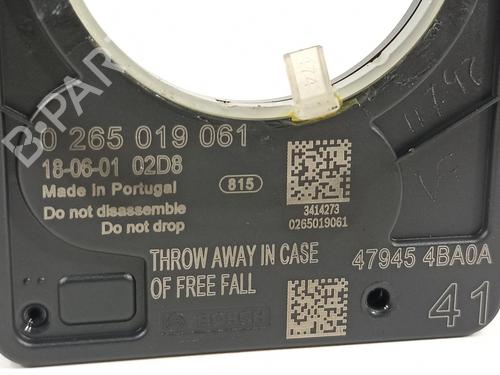 0 265 019 061
18-06-01 02D8
Made in Portugal
Do not disassemble
Do not drop
815
3414273
0265019061
THROW AWAY IN CASE
OF FREE FALL
47945 4BA0A
41
BOSCH